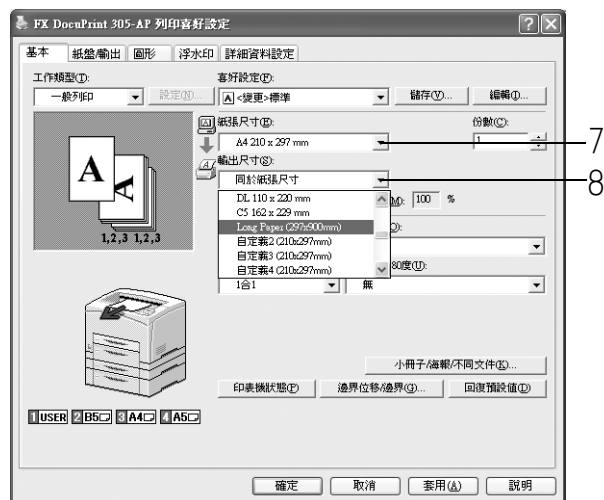 FX DocuPrint 305-AP 列印喜好設定
基本 紙盤/輸出 圖形 浮水印 詳細資料設定
工作類型(T):
一般列印
設定(N)...
喜好設定(P):
A <變更>標準
儲存(V)...
編輯(I)...
紙張尺寸(E):
A4 210 x 297 mm
7
份數(C):
1
輸出尺寸(S):
同於紙張尺寸
8
DL 110 x 220 mm
C5 162 x 229 mm
Long Paper (297x900mm)
自定義2 (210x297mm)
自定義3 (210x297mm)
自定義4 (210x297mm)
M): 100 %
O):
80度(U):
1合1
無
A
A
1,2,3 1,2,3
小冊子/海報/不同文件(K)...
印表機狀態(F)
邊界位移/邊界(G)...
回復預設值(D)
1 USER 2 B5 3 A4 4 A5
確定
取消
套用(A)
說明